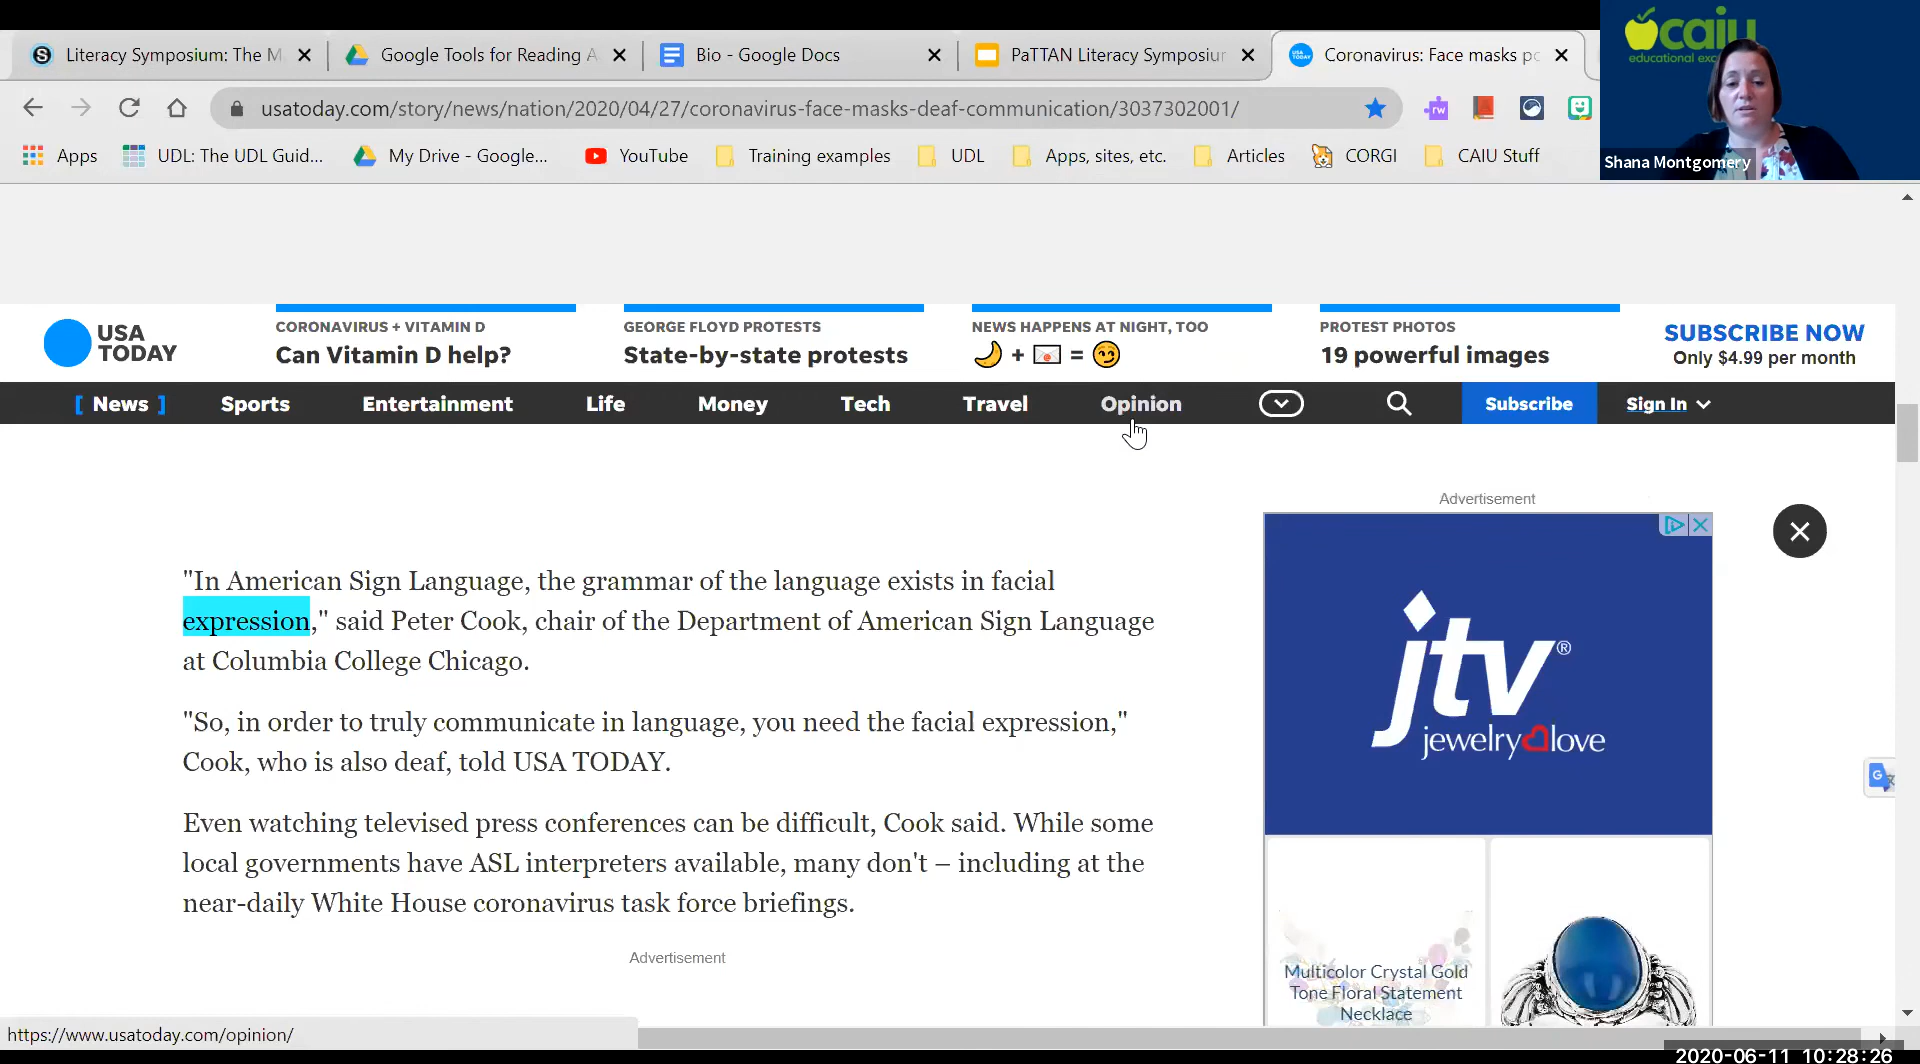 Literacy Symposium: The M
Google Tools for Reading A
Bio - Google Docs
PaTTAN Literacy Symposiur
Coronavirus: Face masks po
caiu
educational exc
usatoday.com/story/news/nation/2020/04/27/coronavirus-face-masks-deaf-communication/3037302001/
rw
Apps
UDL: The UDL Guid...
My Drive - Google...
YouTube
Training examples
UDL
Apps, sites, etc.
Articles
CORGI
CAIU Stuff
Shana Montgomery
USA
TODAY
CORONAVIRUS + VITAMIN D
Can Vitamin D help?
GEORGE FLOYD PROTESTS
State-by-state protests
NEWS HAPPENS AT NIGHT, TOO
🌙 + 💌 = 😏
PROTEST PHOTOS
19 powerful images
SUBSCRIBE NOW
Only $4.99 per month
[ News ]
Sports
Entertainment
Life
Money
Tech
Travel
Opinion
Subscribe
Sign In
Advertisement
"In American Sign Language, the grammar of the language exists in facial
expression," said Peter Cook, chair of the Department of American Sign Language
at Columbia College Chicago.
"So, in order to truly communicate in language, you need the facial expression,"
Cook, who is also deaf, told USA TODAY.
Even watching televised press conferences can be difficult, Cook said. While some
local governments have ASL interpreters available, many don't – including at the
near-daily White House coronavirus task force briefings.
Advertisement
jtv®
jewelry love
Multicolor Crystal Gold
Tone Floral Statement
Necklace
https://www.usatoday.com/opinion/
2020-06-11 10:28:26